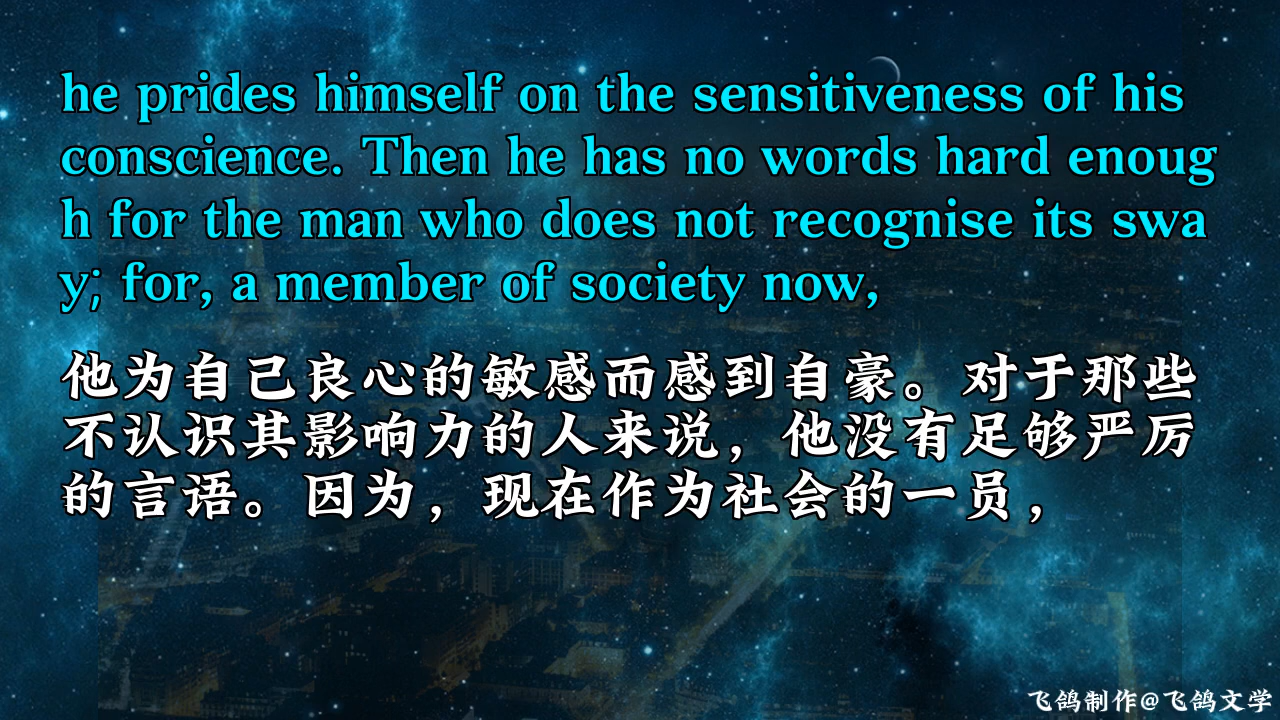 he prides himself on the sensitiveness of his
conscience. Then he has no words hard enoug
h for the man who does not recognise its swa
y; for, a member of society now,
他为自己良心的敏感而感到自豪。对于那些
不认识其影响力的人来说，他没有足够严厉
的言语。因为，现在作为社会的一员，
飞鸽制作@飞鸽文学